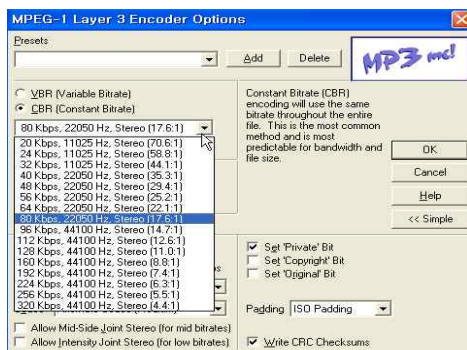 MPEG-1 Layer 3 Encoder Options
Presets
Add
Delete
MP3 me!
VBR (Variable Bitrate)
CBR (Constant Bitrate)
80 Kbps, 22050 Hz, Stereo (17.6:1)
20 Kbps, 11025 Hz, Stereo (70.6:1)
24 Kbps, 11025 Hz, Stereo (58.8:1)
32 Kbps, 11025 Hz, Stereo (44.1:1)
40 Kbps, 22050 Hz, Stereo (35.3:1)
48 Kbps, 22050 Hz, Stereo (29.4:1)
56 Kbps, 22050 Hz, Stereo (25.2:1)
64 Kbps, 22050 Hz, Stereo (22.1:1)
80 Kbps, 22050 Hz, Stereo (17.6:1)
96 Kbps, 44100 Hz, Stereo (14.7:1)
112 Kbps, 44100 Hz, Stereo (12.6:1)
128 Kbps, 44100 Hz, Stereo (11.0:1)
160 Kbps, 44100 Hz, Stereo (8.8:1)
192 Kbps, 44100 Hz, Stereo (7.4:1)
224 Kbps, 44100 Hz, Stereo (6.3:1)
256 Kbps, 44100 Hz, Stereo (5.5:1)
320 Kbps, 44100 Hz, Stereo (4.4:1)
Constant Bitrate (CBR)
encoding will use the same
bitrate throughout the entire
file. This is the most common
method and is most
predictable for bandwidth and
file size.
OK
Cancel
Help
<< Simple
Set 'Private' Bit
Set 'Copyright' Bit
Set 'Original' Bit
Padding
ISO Padding
Allow Mid-Side Joint Stereo (for mid bitrates)
Allow Intensity Joint Stereo (for low bitrates)
Write CRC Checksums